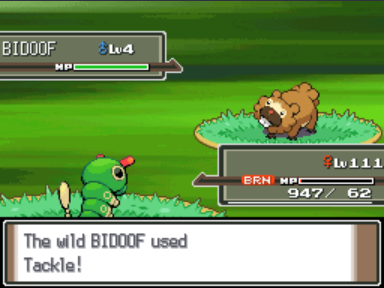 BIDOOF ♂Lv4
HP
♀Lv111
BRN HP
947/ 62
The wild BIDOOF used
Tackle!